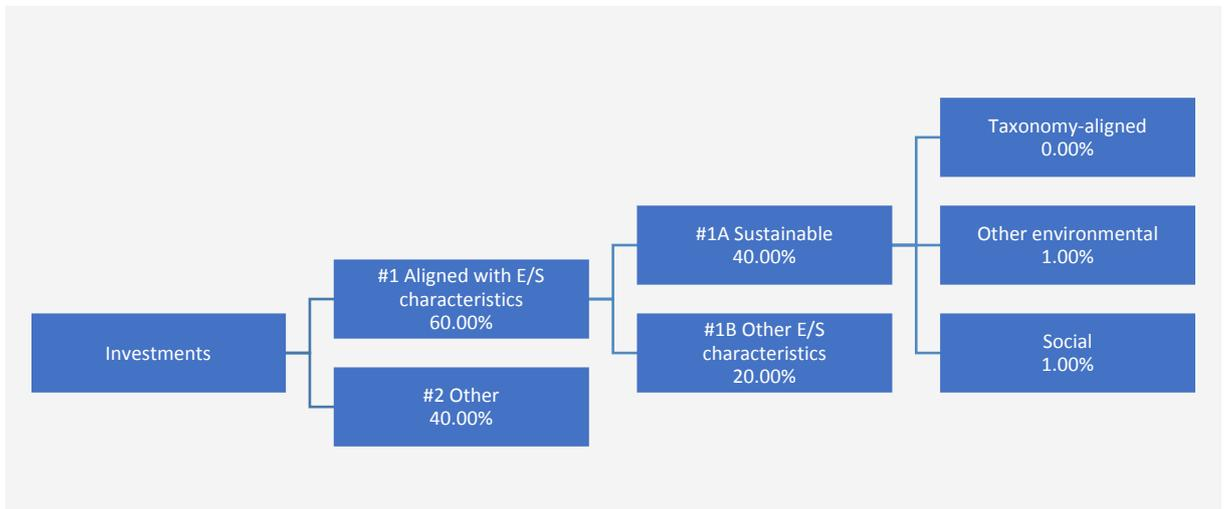 Investments
#1 Aligned with E/S
characteristics
60.00%
#2 Other
40.00%
#1A Sustainable
40.00%
#1B Other E/S
characteristics
20.00%
Taxonomy-aligned
0.00%
Other environmental
1.00%
Social
1.00%